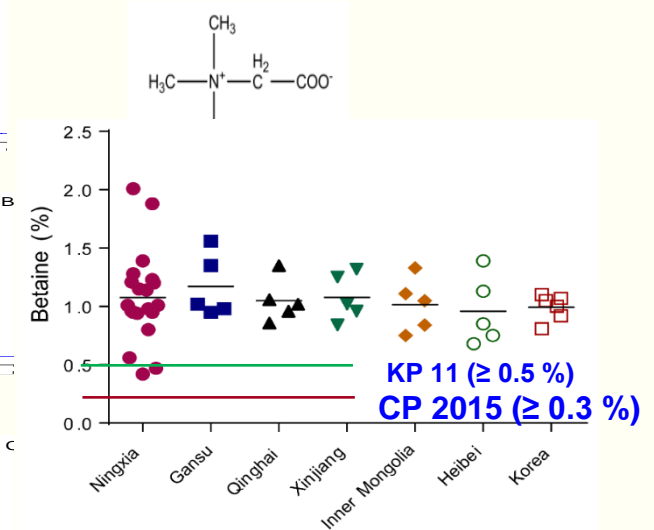 CH₃
H₂
H₃C—N⁺—C—COO⁻
2.5
B
2.0
1.5
Betaine (%)
1.0
0.5
KP 11 (≥ 0.5 %)
CP 2015 (≥ 0.3 %)
0.0
Ningxia
Gansu
Qinghai
Xinjiang
Inner Mongolia
Heibei
Korea